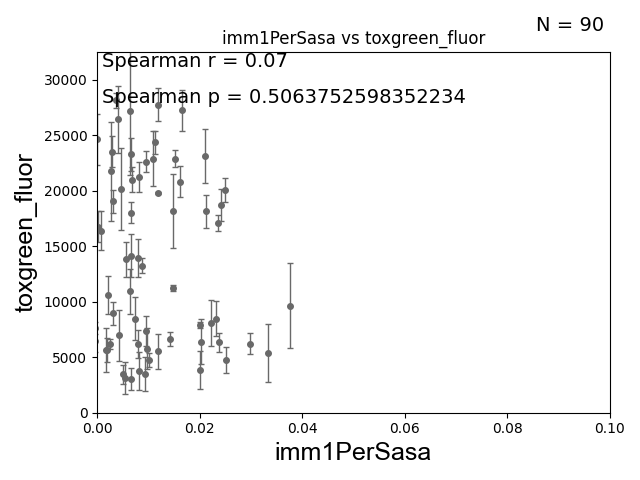 N = 90
imm1PerSasa vs toxgreen_fluor
Spearman r = 0.07
Spearman p = 0.5063752598352234
toxgreen_fluor
30000
25000
20000
15000
10000
5000
0
0.00 0.02 0.04 0.06 0.08 0.10
imm1PerSasa